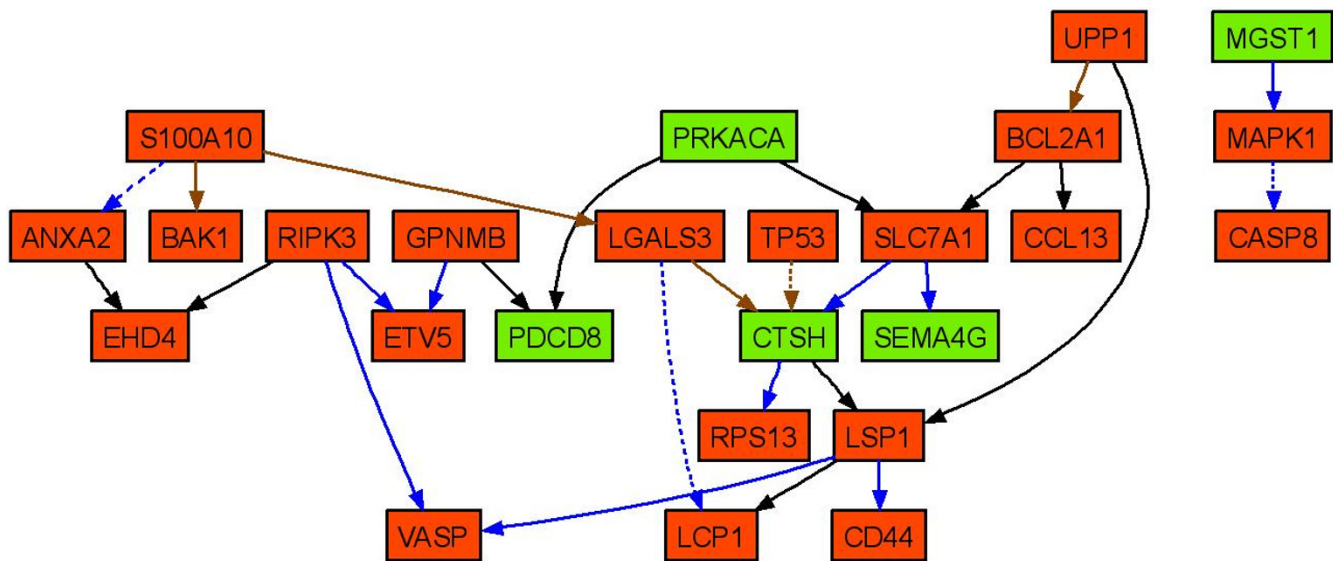 UPP1 MGST1
S100A10 PRKACA BCL2A1 MAPK1
ANXA2 BAK1 RIPK3 GPNMB LGALS3 TP53 SLC7A1 CCL13 CASP8
EHD4 ETV5 PDCD8 CTSH SEMA4G
RPS13 LSP1
VASP LCP1 CD44